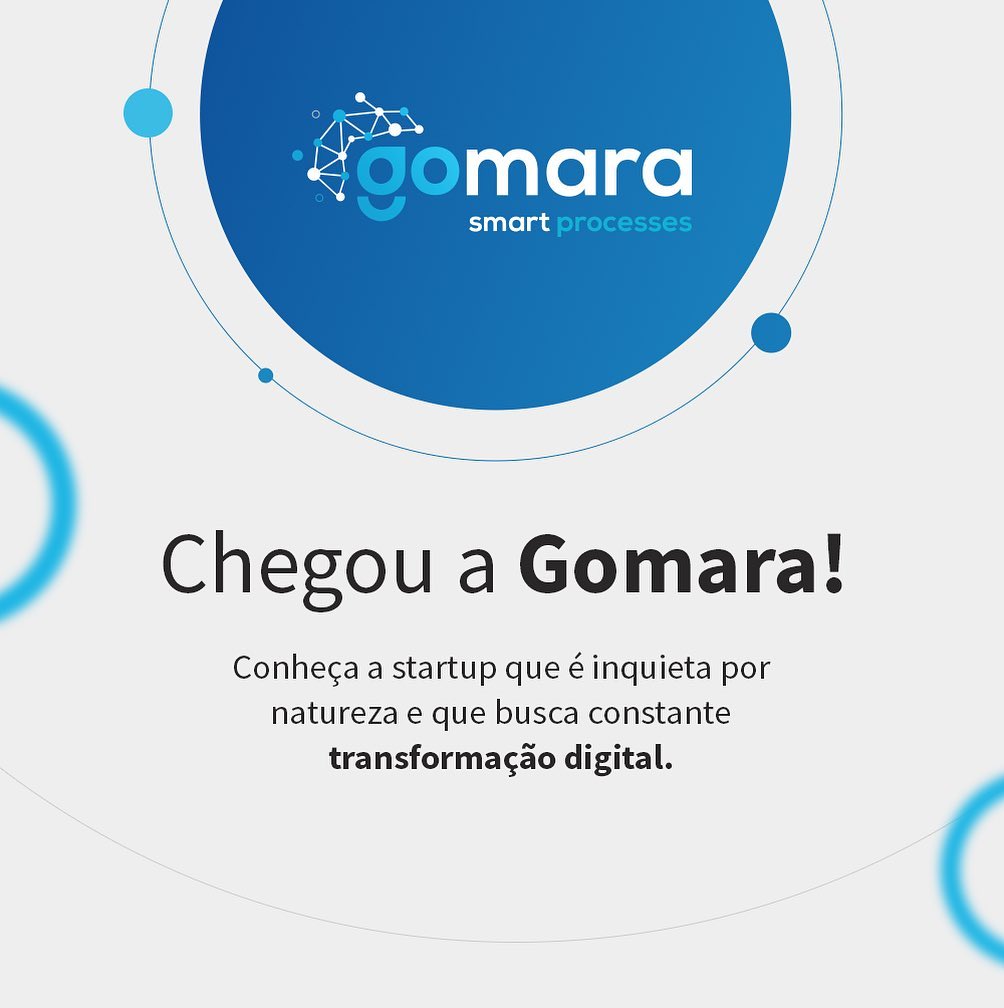 gomara
smart processes
Chegou a Gomara!
Conheça a startup que é inquieta por
natureza e que busca constante
transformação digital.